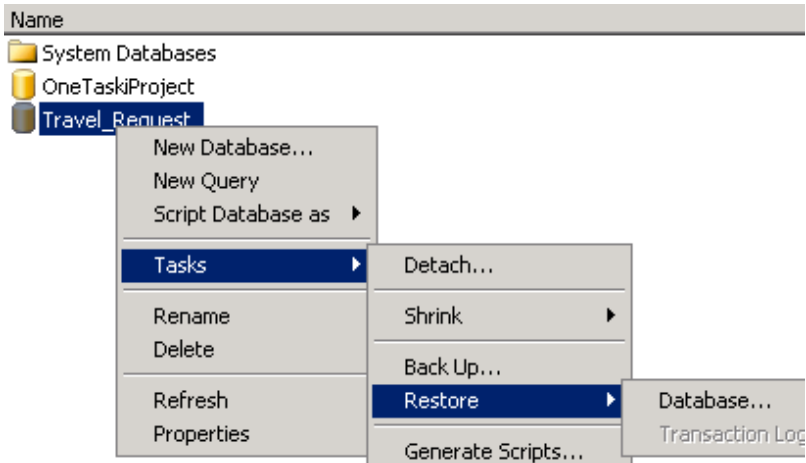 Name
System Databases
OneTaskiProject
Travel_Request
New Database...
New Query
Script Database as
Tasks
Rename
Delete
Refresh
Properties
Detach...
Shrink
Back Up...
Restore
Generate Scripts...
Database...
Transaction Log